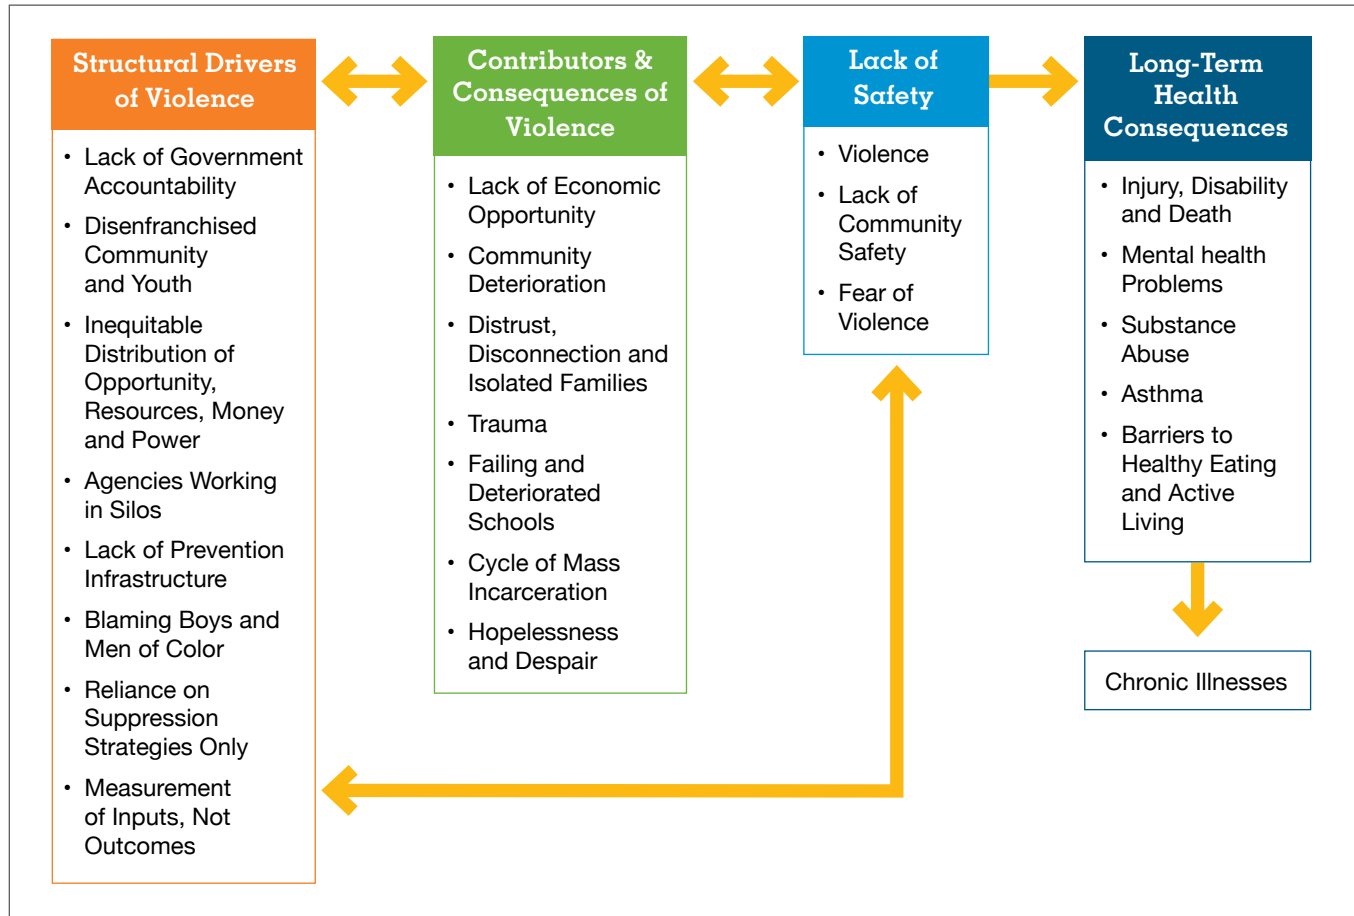 Structural Drivers
of Violence
• Lack of Government
Accountability
• Disenfranchised
Community
and Youth
• Inequitable
Distribution of
Opportunity,
Resources, Money
and Power
• Agencies Working
in Silos
• Lack of Prevention
Infrastructure
• Blaming Boys and
Men of Color
• Reliance on
Suppression
Strategies Only
• Measurement
of Inputs, Not
Outcomes
Contributors &
Consequences of
Violence
• Lack of Economic
Opportunity
• Community
Deterioration
• Distrust,
Disconnection and
Isolated Families
• Trauma
• Failing and
Deteriorated
Schools
• Cycle of Mass
Incarceration
• Hopelessness
and Despair
Lack of
Safety
• Violence
• Lack of
Community
Safety
• Fear of
Violence
Long-Term
Health
Consequences
• Injury, Disability
and Death
• Mental health
Problems
• Substance
Abuse
• Asthma
• Barriers to
Healthy Eating
and Active
Living
Chronic Illnesses